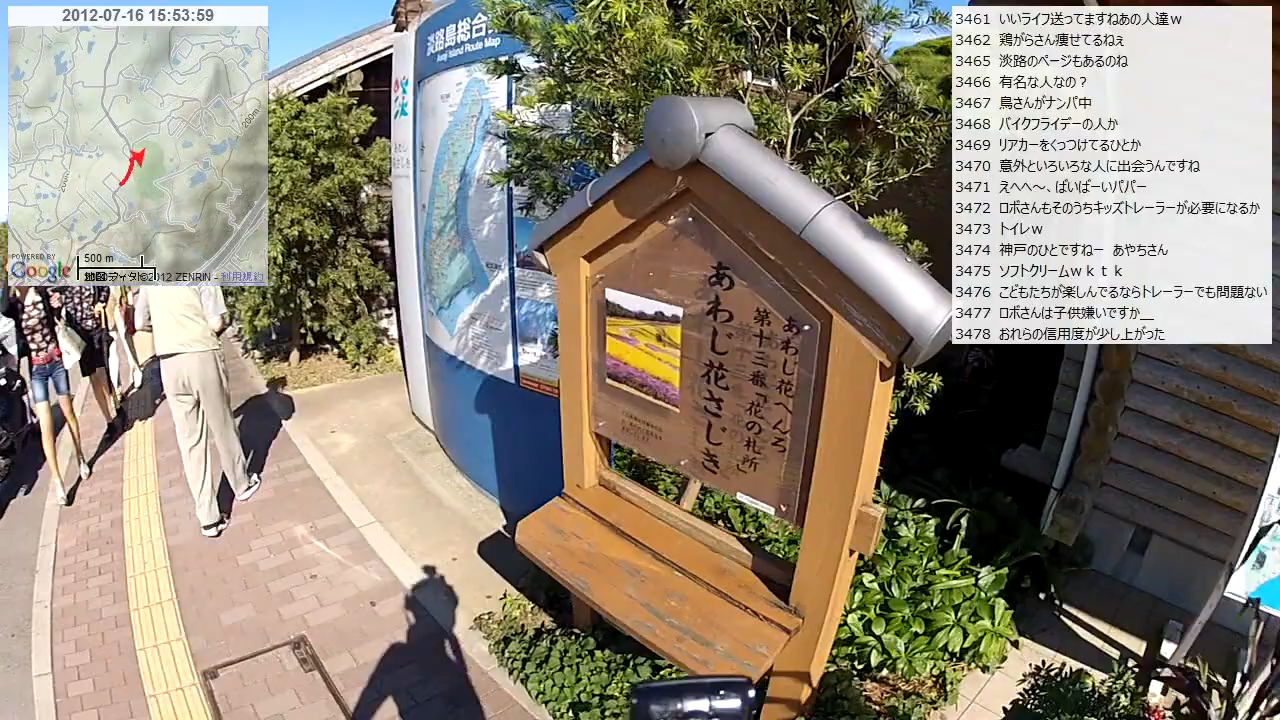 2012-07-16 15:53:59
200m
200m
POWERED BY
Google
500 m
地図データ ©2012 ZENRIN - 利用規約
淡路島総合
Awaji Island Route Map
あわじ花へんろ
第十三番「花の札所」
あわじ花さじき
3461 いいライフ送ってますねあの人達ｗ
3462 鶏がらさん痩せてるねぇ
3465 淡路のページもあるのね
3466 有名な人なの？
3467 鳥さんがナンパ中
3468 バイクフライデーの人か
3469 リアカーをくっつけてるひとか
3470 意外といろいろな人に出会うんですね
3471 えへへへ、ばいばーいパパー
3472 ロボさんもそのうちキッズトレーラーが必要になるか
3473 トイレｗ
3474 神戸のひとですねー　あやちさん
3475 ソフトクリームｗｋｔｋ
3476 こどもたちが楽しんでるならトレーラーでも問題ない
3477 ロボさんは子供嫌いですか__
3478 おれらの信用度が少し上がった